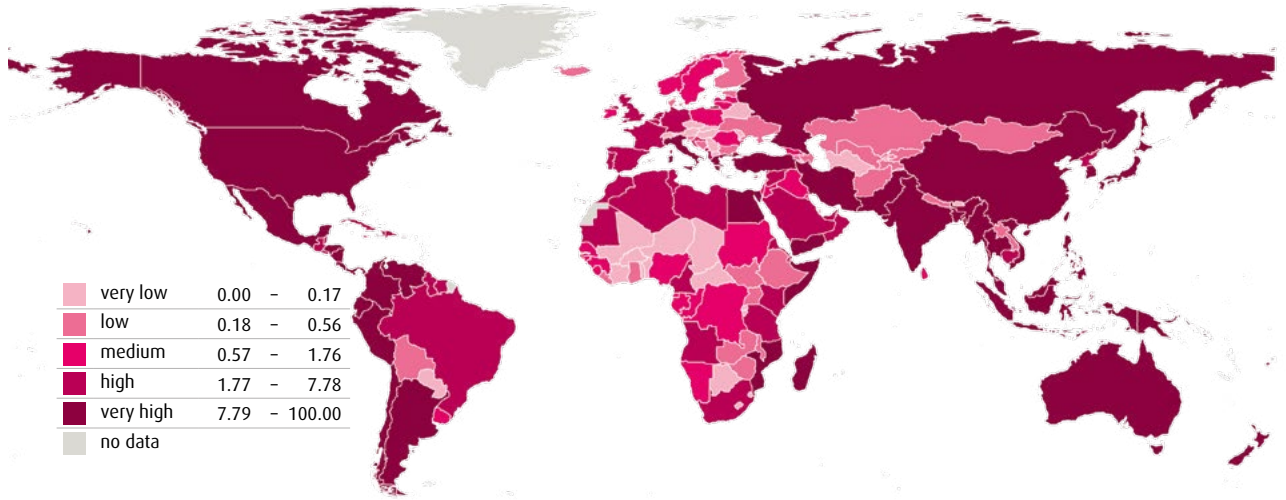 very low 0.00 – 0.17
low 0.18 – 0.56
medium 0.57 – 1.76
high 1.77 – 7.78
very high 7.79 – 100.00
no data